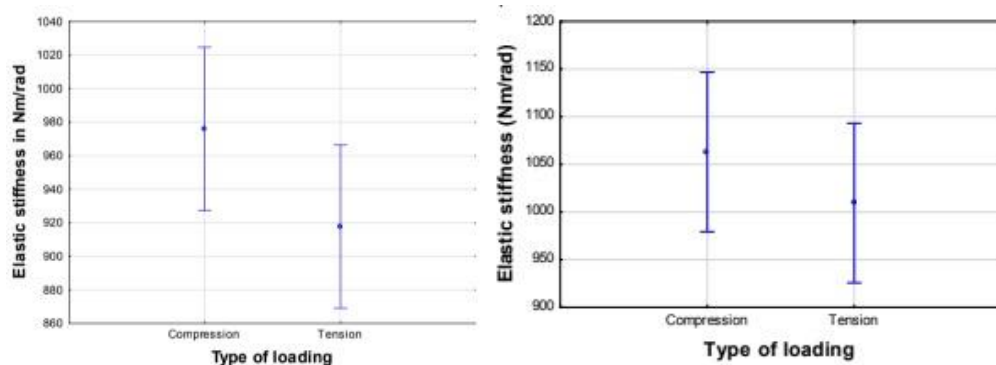 1040
1020
1000
980
960
940
920
900
880
860
Elastic stiffness in Nm/rad
Compression Tension
Type of loading
1200
1150
1100
1050
1000
950
900
Elastic stiffness (Nm/rad)
Compression Tension
Type of loading